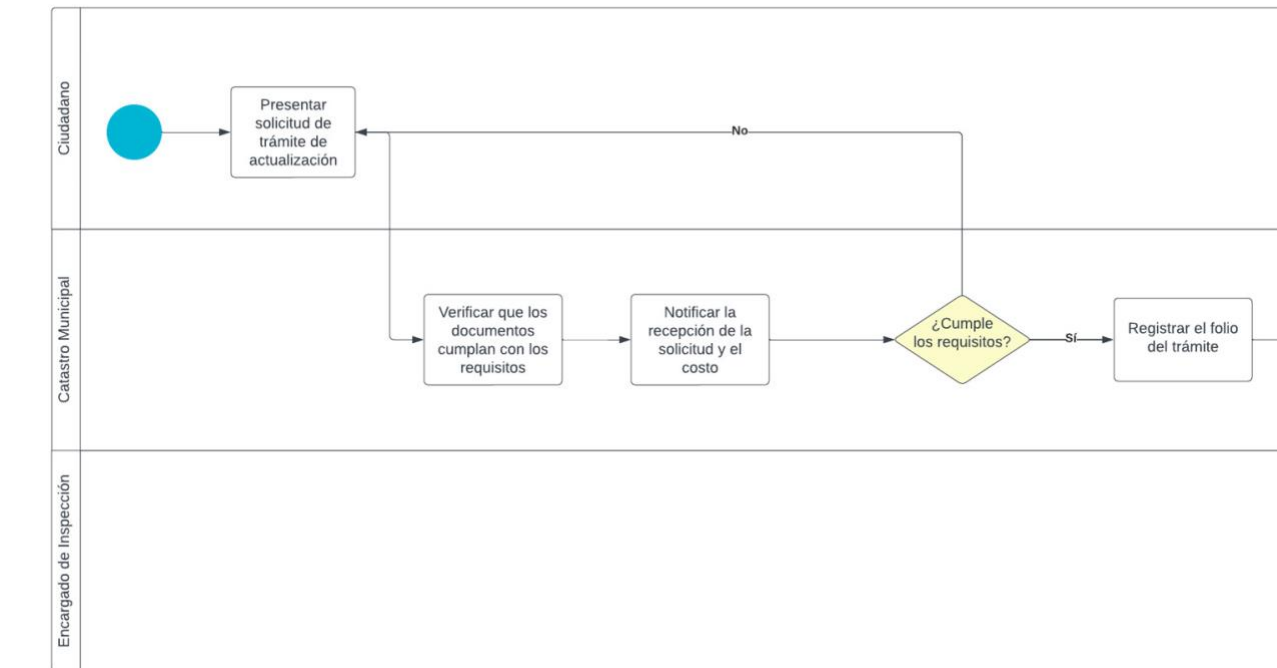 Ciudadano
Presentar
solicitud de
trámite de
actualización
No
Catastro Municipal
Verificar que los
documentos
cumplan con los
requisitos
Notificar la
recepción de la
solicitud y el
costo
¿Cumple
los requisitos?
Sí
Registrar el folio
del trámite
Encargado de Inspección